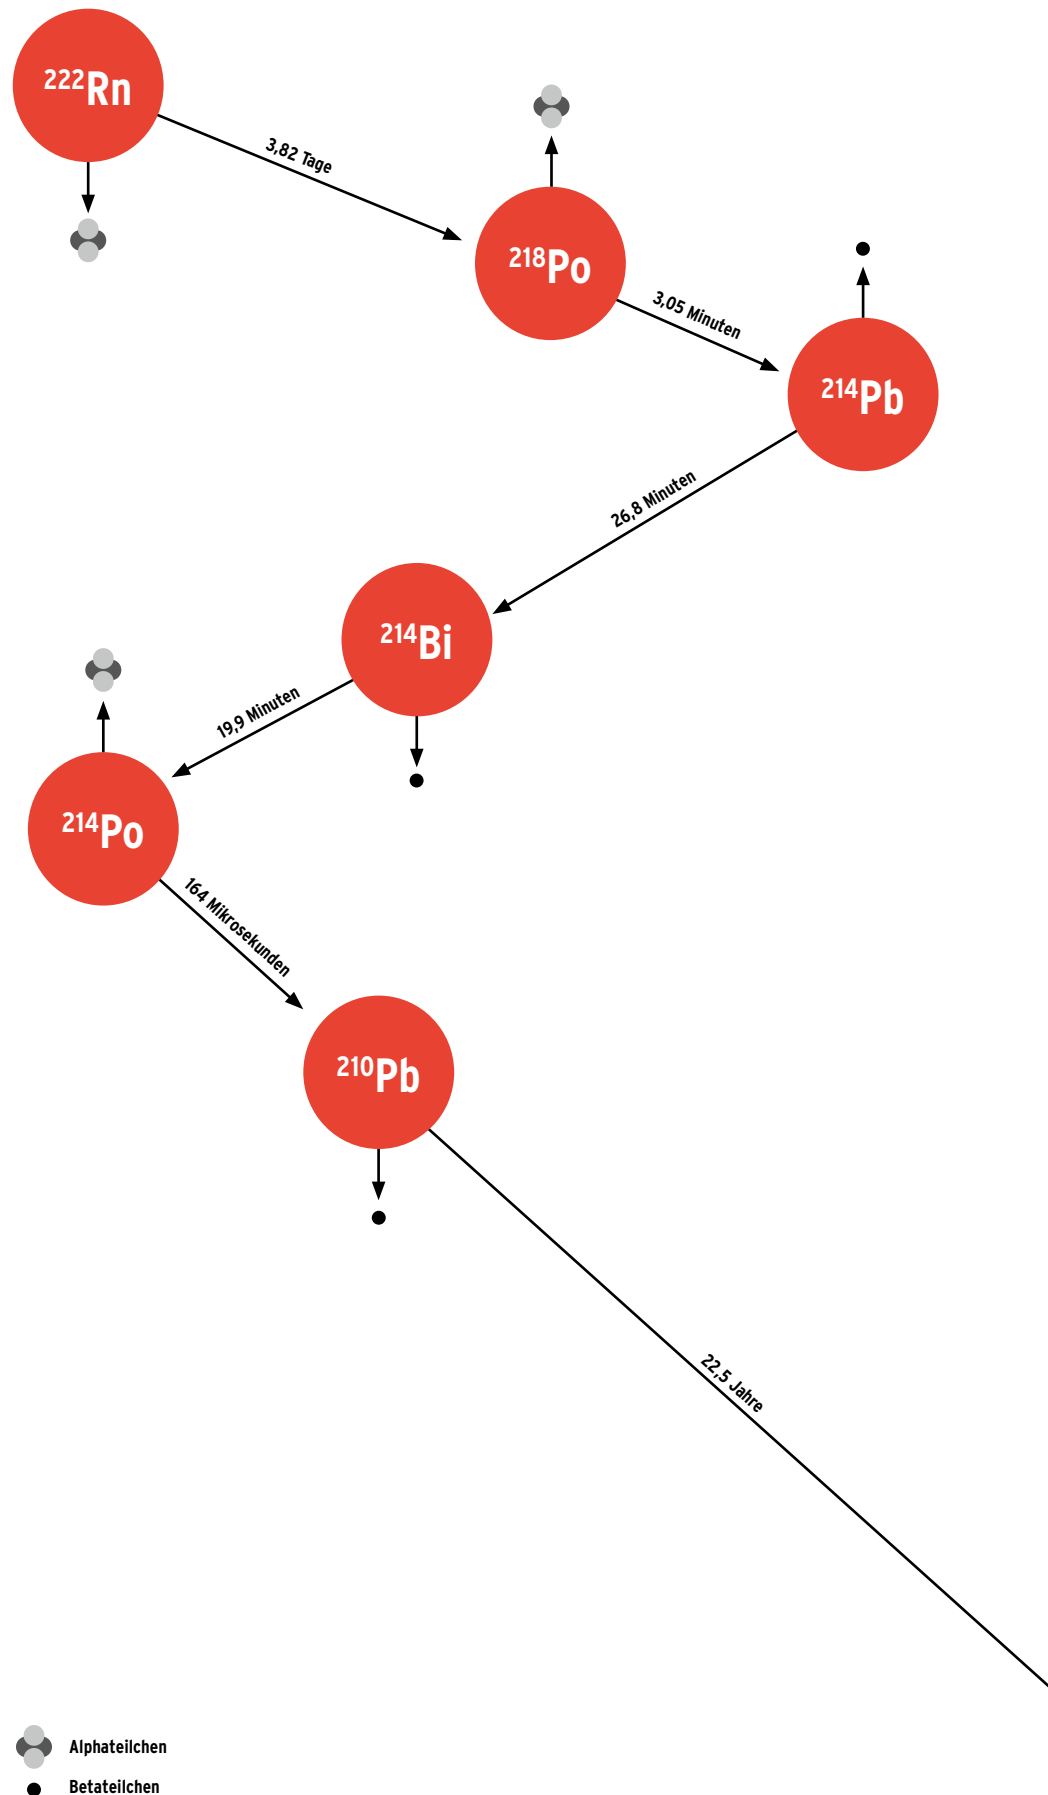 ²²²Rn
3,82 Tage
²¹⁸Po
3,05 Minuten
²¹⁴Pb
26,8 Minuten
²¹⁴Bi
19,9 Minuten
²¹⁴Po
164 Mikrosekunden
²¹⁰Pb
22,5 Jahre
Alphateilchen
Betateilchen